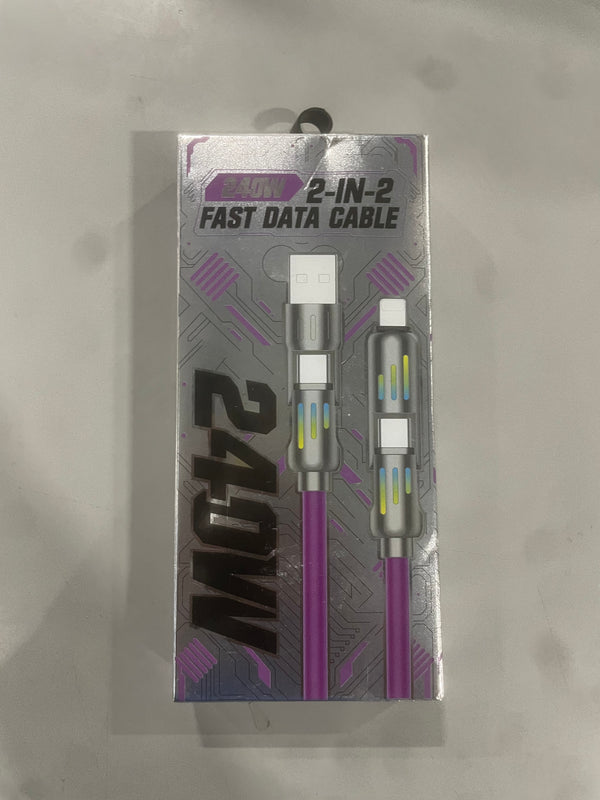 240W 2-IN-2
FAST DATA CABLE
240W